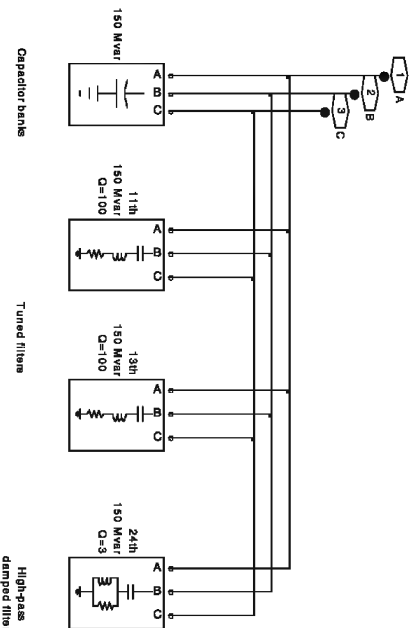 1
A
2
B
3
C
150 Mvar
A
B
C
Capacitor banks
11th
150 Mvar
Q=100
A
B
C
Tuned filters
13th
150 Mvar
Q=100
A
B
C
24th
150 Mvar
Q=3
A
B
C
High-pass
damped filte